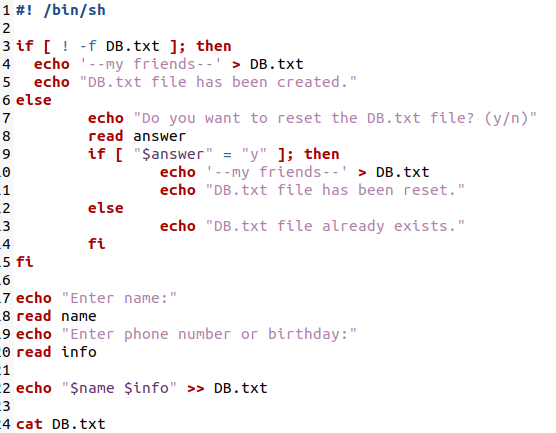 1 #! /bin/sh
2
3 if [ ! -f DB.txt ]; then
4   echo '--my friends--' > DB.txt
5   echo "DB.txt file has been created."
6 else
7         echo "Do you want to reset the DB.txt file? (y/n)"
8         read answer
9         if [ "$answer" = "y" ]; then
.0                 echo '--my friends--' > DB.txt
.1                 echo "DB.txt file has been reset."
.2         else
.3                 echo "DB.txt file already exists."
.4         fi
.5 fi
.6
.7 echo "Enter name:"
.8 read name
.9 echo "Enter phone number or birthday:"
20 read info
21
22 echo "$name $info" >> DB.txt
23
24 cat DB.txt